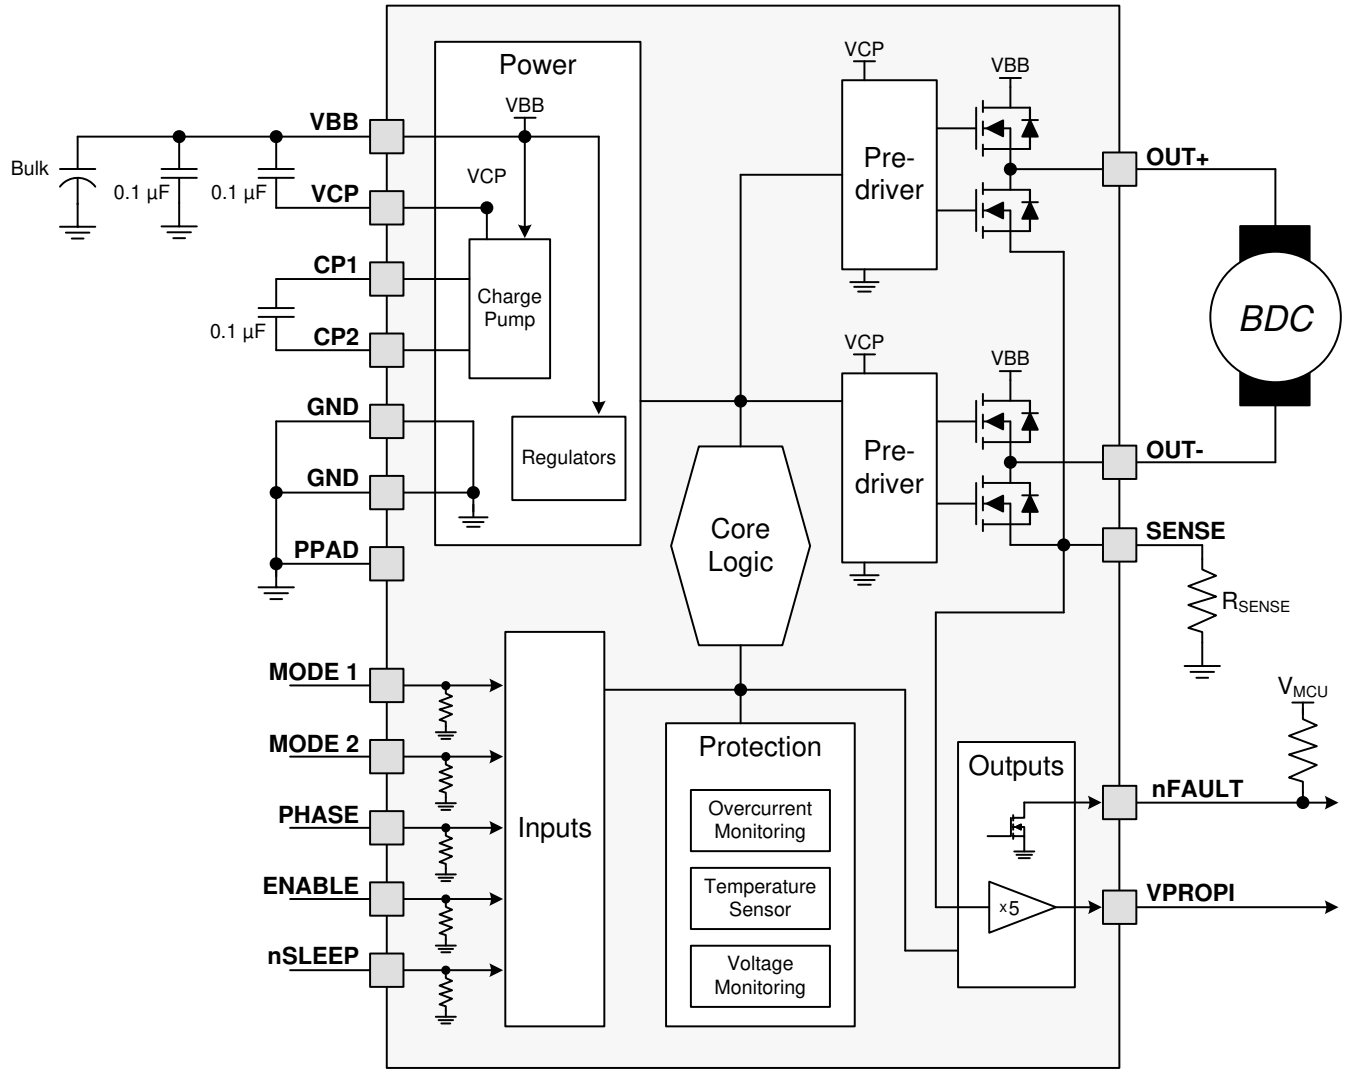 Power
VBB
VCP
VBB
VCP
Bulk
0.1 µF
0.1 µF
VCP
CP1
Charge
Pump
0.1 µF
CP2
GND
Regulators
GND
PPAD
Core
Logic
VCP
VBB
Pre-
driver
OUT+
BDC
VCP
VBB
Pre-
driver
OUT-
SENSE
RSENSE
MODE 1
MODE 2
PHASE
ENABLE
nSLEEP
Inputs
Protection
Overcurrent
Monitoring
Temperature
Sensor
Voltage
Monitoring
Outputs
x5
VMCU
nFAULT
VPROPI